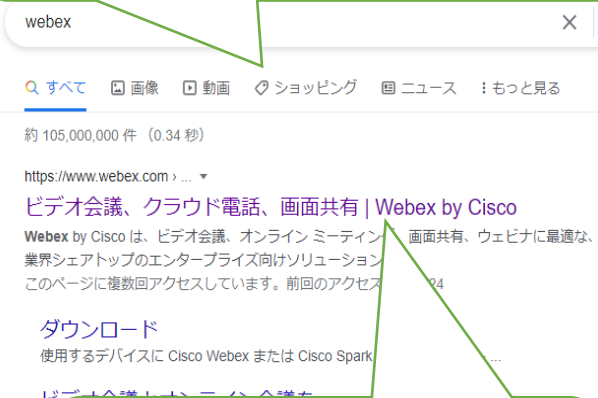 webex
すべて 画像 動画 ショッピング ニュース もっと見る
約 105,000,000 件 (0.34 秒)
https://www.webex.com › ...
ビデオ会議、クラウド電話、画面共有 | Webex by Cisco
Webex by Cisco は、ビデオ会議、オンライン ミーティン 画面共有、ウェビナに最適な、
業界シェアトップのエンタープライズ向けソリューション
このページに複数回アクセスしています。前回のアクセス 24
ダウンロード
使用するデバイスに Cisco Webex または Cisco Spark ...